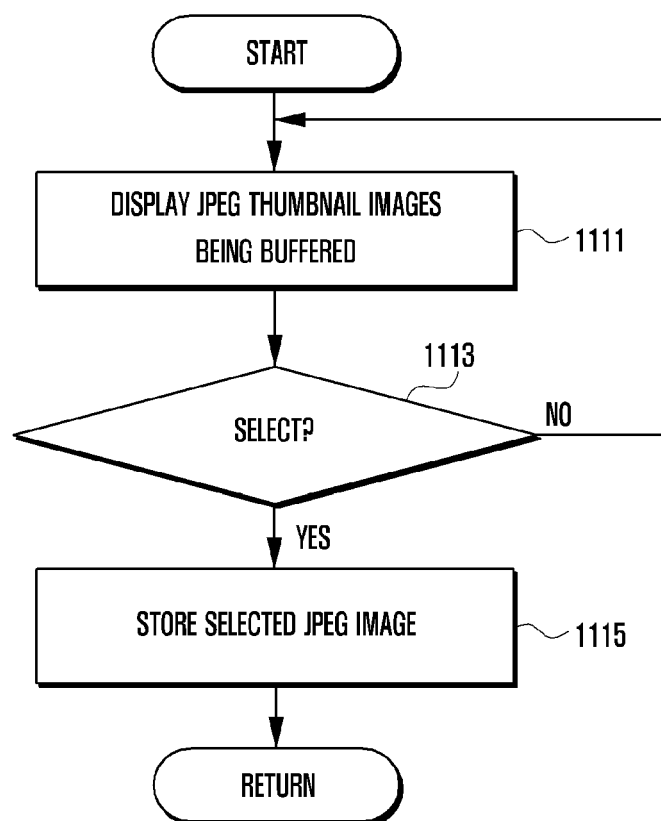 START
DISPLAY JPEG THUMBNAIL IMAGES
BEING BUFFERED
1111
1113
SELECT?
NO
YES
STORE SELECTED JPEG IMAGE
1115
RETURN